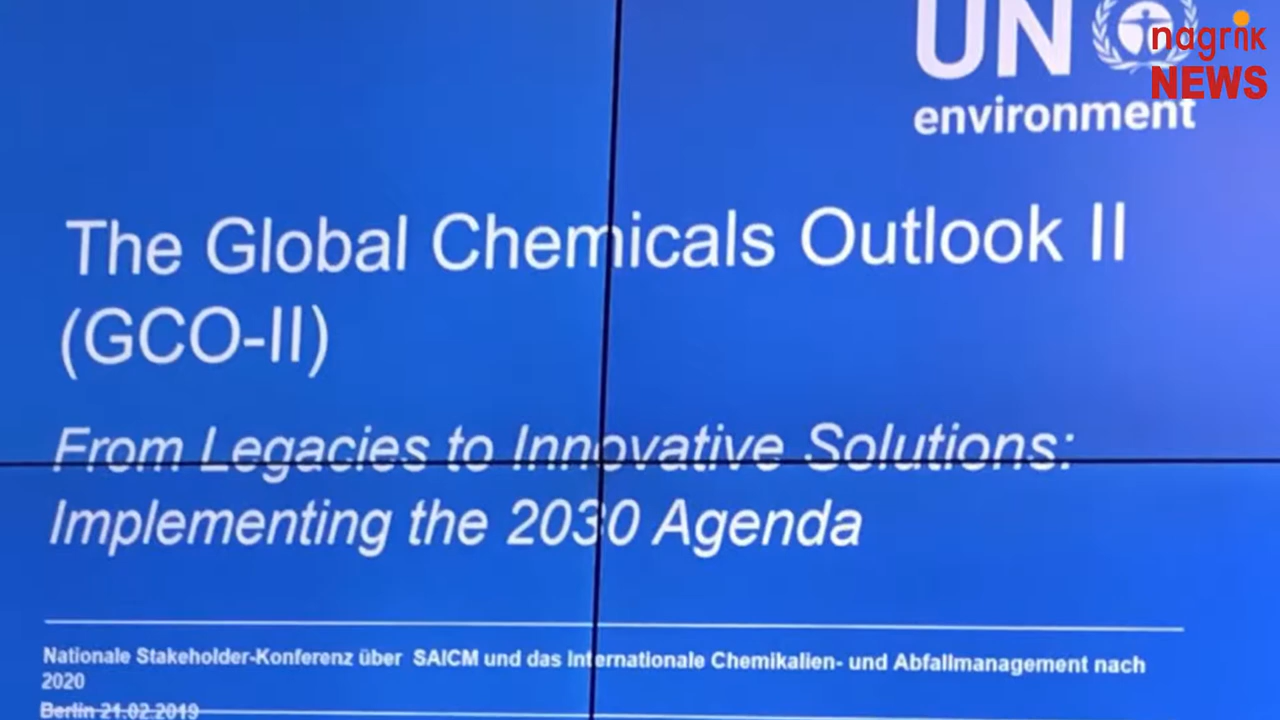 UN
environment
nagrik
NEWS
The Global Chemicals Outlook II
(GCO-II)
From Legacies to Innovative Solutions:
Implementing the 2030 Agenda
Nationale Stakeholder-Konferenz über SAICM und das Internationale Chemikalien- und Abfallmanagement nach
2020
Berlin 21.02.2019